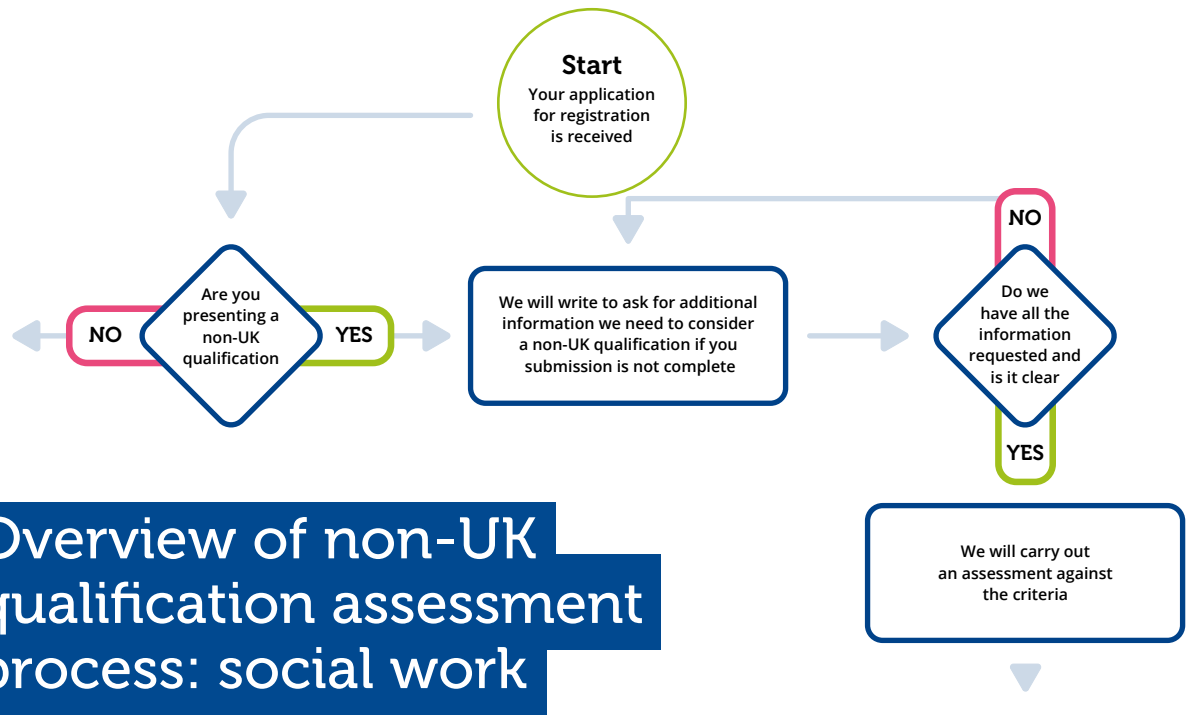 Start
Your application
for registration
is received
NO
Are you
presenting a
non-UK
qualification
YES
We will write to ask for additional
information we need to consider
a non-UK qualification if you
submission is not complete
NO
Do we
have all the
information
requested and
is it clear
YES
We will carry out
an assessment against
the criteria
Overview of non-UK
qualification assessment
process: social work